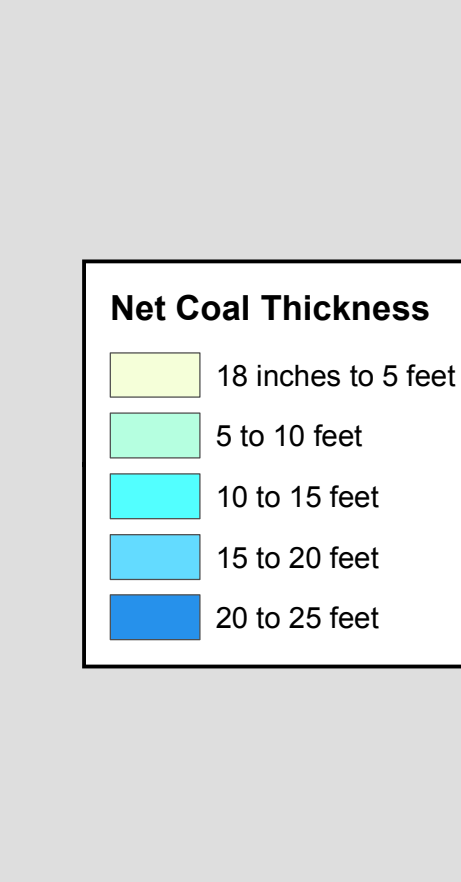 Net Coal Thickness
18 inches to 5 feet
5 to 10 feet
10 to 15 feet
15 to 20 feet
20 to 25 feet